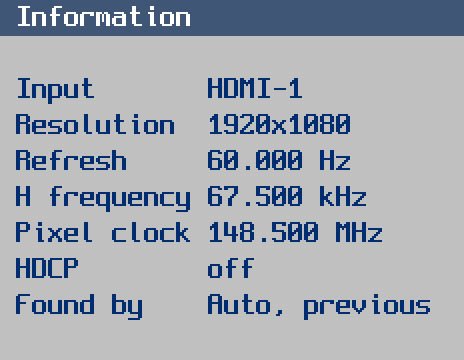 Information
Input HDMI-1
Resolution 1920x1080
Refresh 60.000 Hz
H frequency 67.500 kHz
Pixel clock 148.500 MHz
HDCP off
Found by Auto, previous